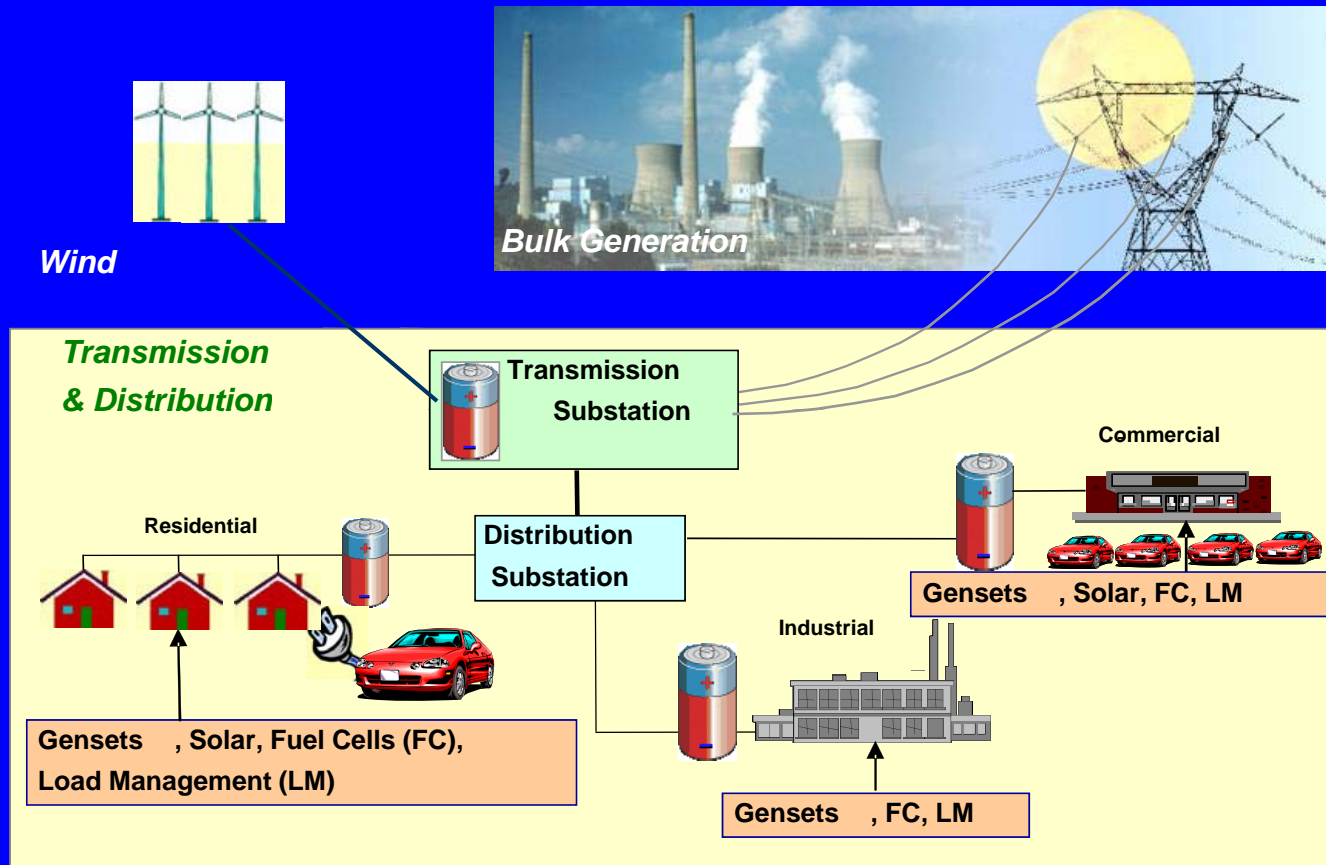 Wind
Bulk Generation
Transmission
& Distribution
Transmission
Substation
Commercial
Residential
Distribution
Substation
Gensets , Solar, FC, LM
Industrial
Gensets , Solar, Fuel Cells (FC),
Load Management (LM)
Gensets , FC, LM